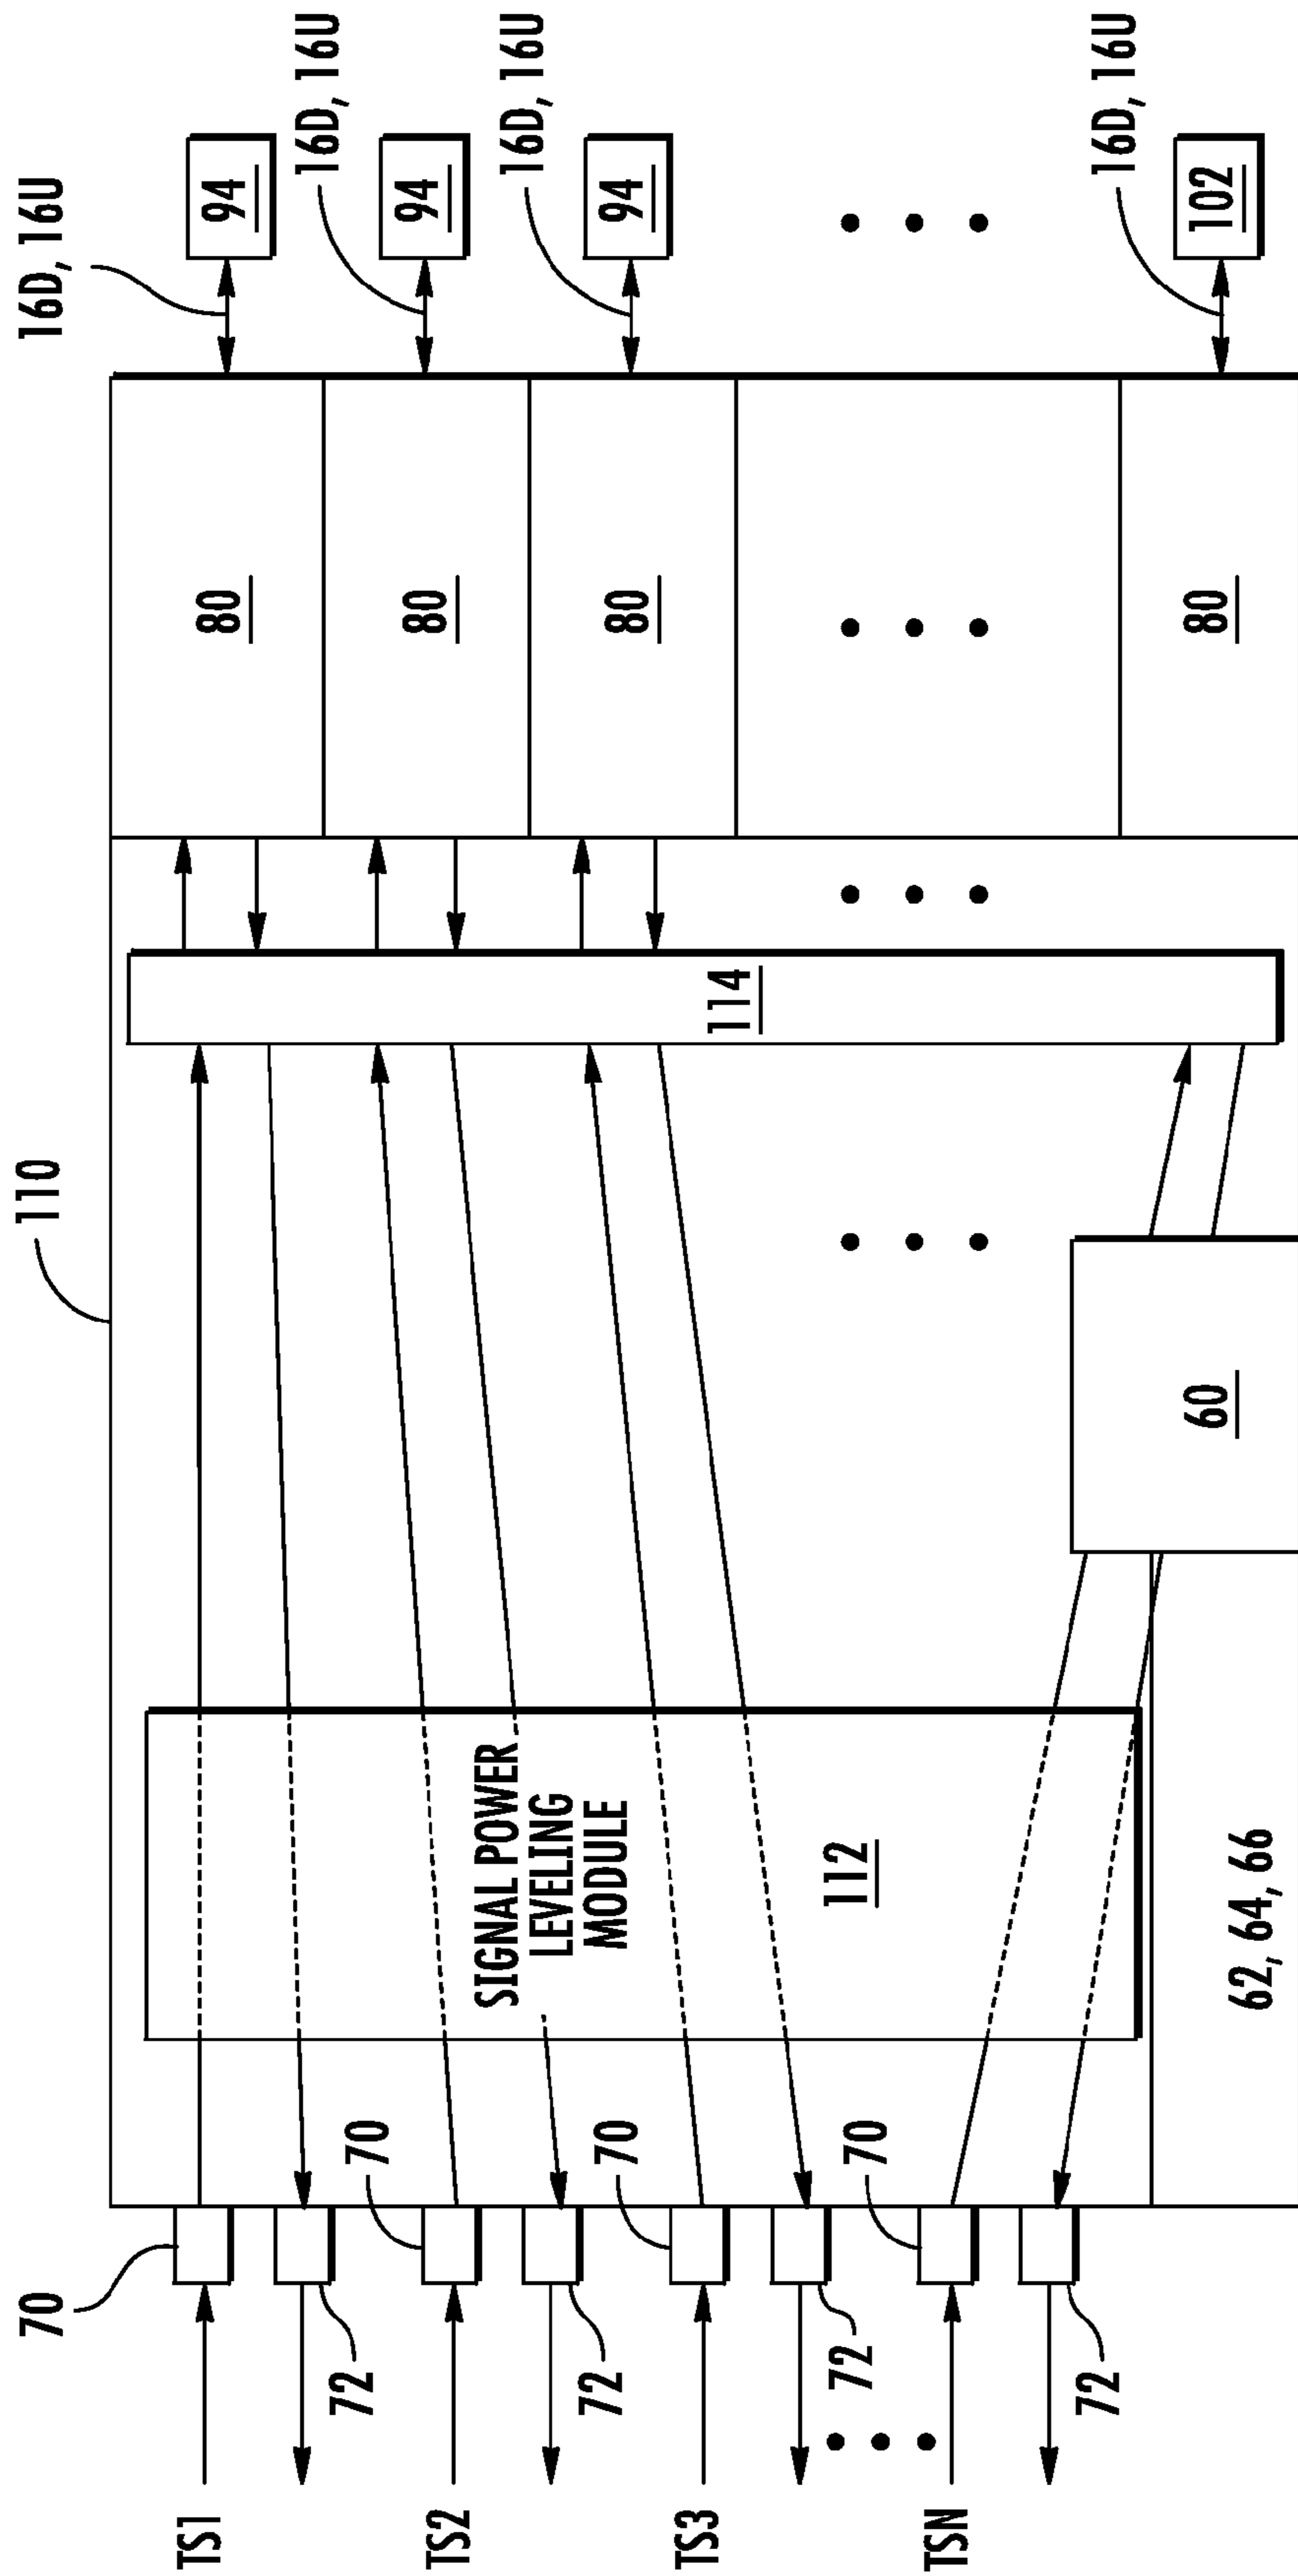 110
16D, 16U
16D, 16U
16D, 16U
16D, 16U
94
94
94
102
80
80
80
80
114
60
SIGNAL POWER
LEVELING
MODULE
112
62, 64, 66
70
70
70
70
72
72
72
72
TS1
TS2
TS3
TSN